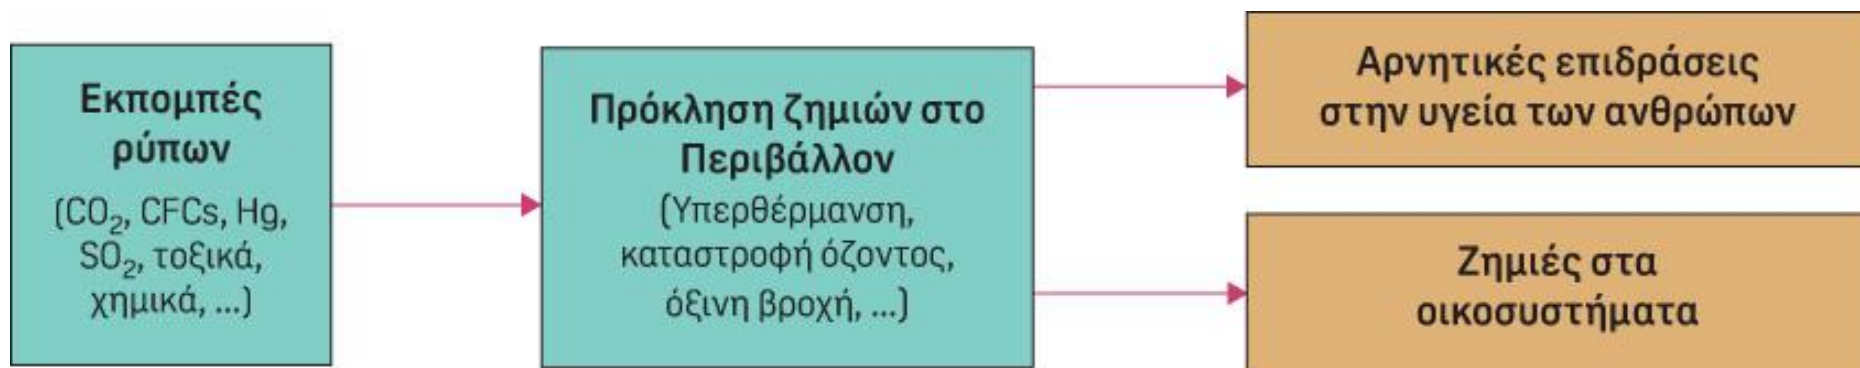 Εκπομπές
ρύπων
(CO₂, CFCs, Hg,
SO₂, τοξικά,
χημικά, ...)
Πρόκληση ζημιών στο
Περιβάλλον
(Υπερθέρμανση,
καταστροφή όζοντος,
όξινη βροχή, ...)
Αρνητικές επιδράσεις
στην υγεία των ανθρώπων
Ζημιές στα
οικοσυστήματα